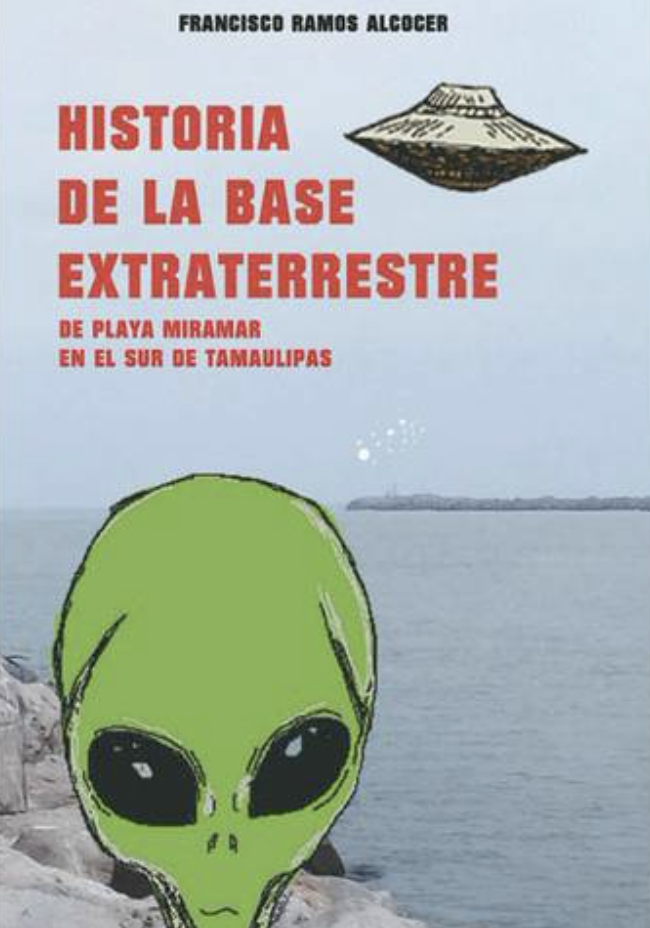 FRANCISCO RAMOS ALCOCER
HISTORIA
DE LA BASE
EXTRATERRESTRE
DE PLAYA MIRAMAR
EN EL SUR DE TAMAULIPAS